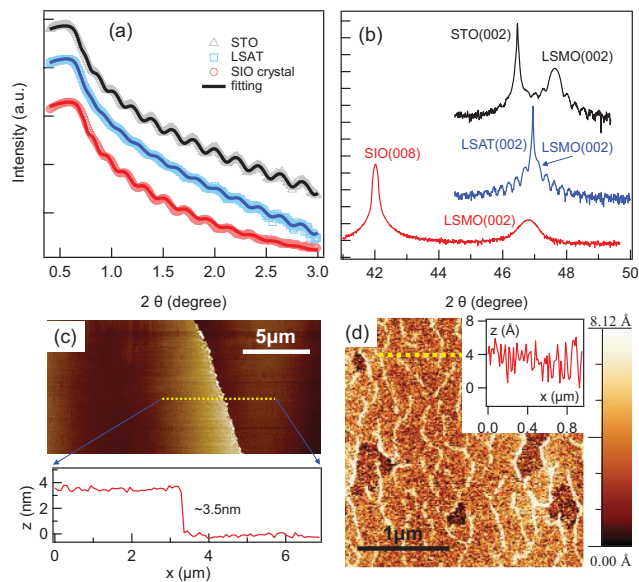 (a)
STO
LSAT
SIO crystal
fitting
Intensity (a.u.)
0.5 1.0 1.5 2.0 2.5 3.0
2 θ (degree)
(b)
STO(002)
LSMO(002)
LSAT(002)
LSMO(002)
SIO(008)
LSMO(002)
42 44 46 48 50
2 θ (degree)
(c)
5μm
4
2
0
z (nm)
~3.5nm
0 2 4 6
x (μm)
(d)
z (Å)
8
4
0
0.0 0.4 0.8
x (μm)
1μm
8.12 Å
0.00 Å